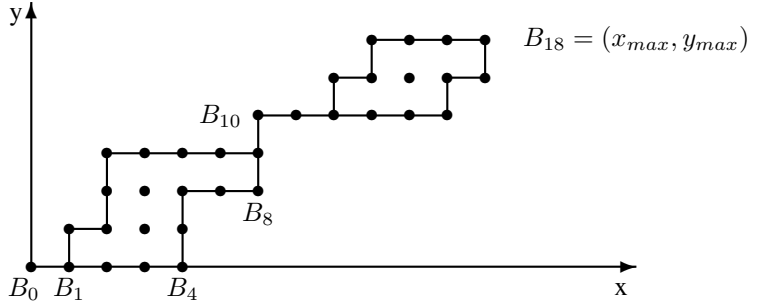 y
$B_{18} = (x_{max}, y_{max})$
$B_{10}$
$B_8$
$B_0$ $B_1$ $B_4$ x